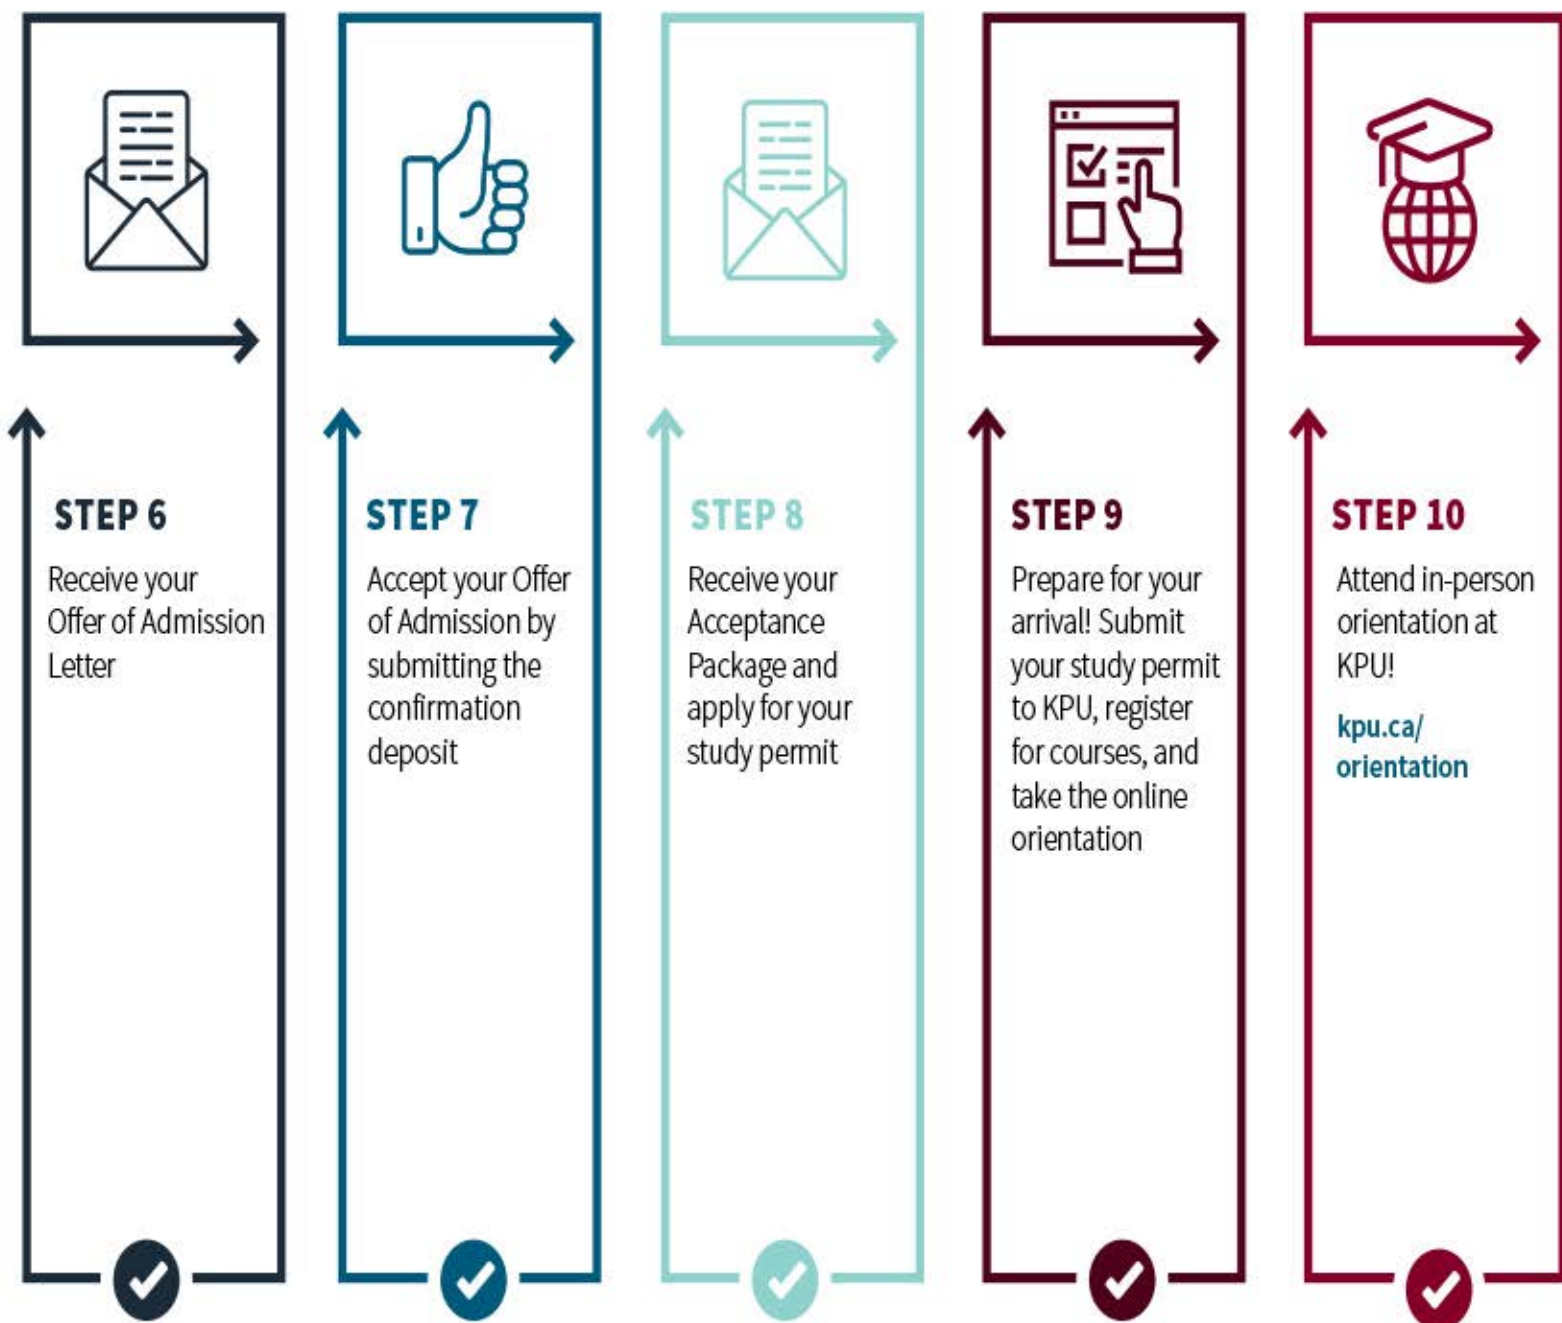 STEP 6
Receive your
Offer of Admission
Letter
STEP 7
Accept your Offer
of Admission by
submitting the
confirmation
deposit
STEP 8
Receive your
Acceptance
Package and
apply for your
study permit
STEP 9
Prepare for your
arrival! Submit
your study permit
to KPU, register
for courses, and
take the online
orientation
STEP 10
Attend in-person
orientation at
KPU!
kpu.ca/
orientation